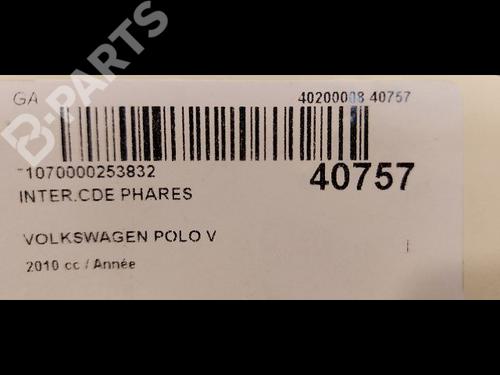 GA
40200008 40757
B-PARTS
1070000253832
40757
INTER.CDE PHARES
VOLKSWAGEN POLO V
2010 cc / Année